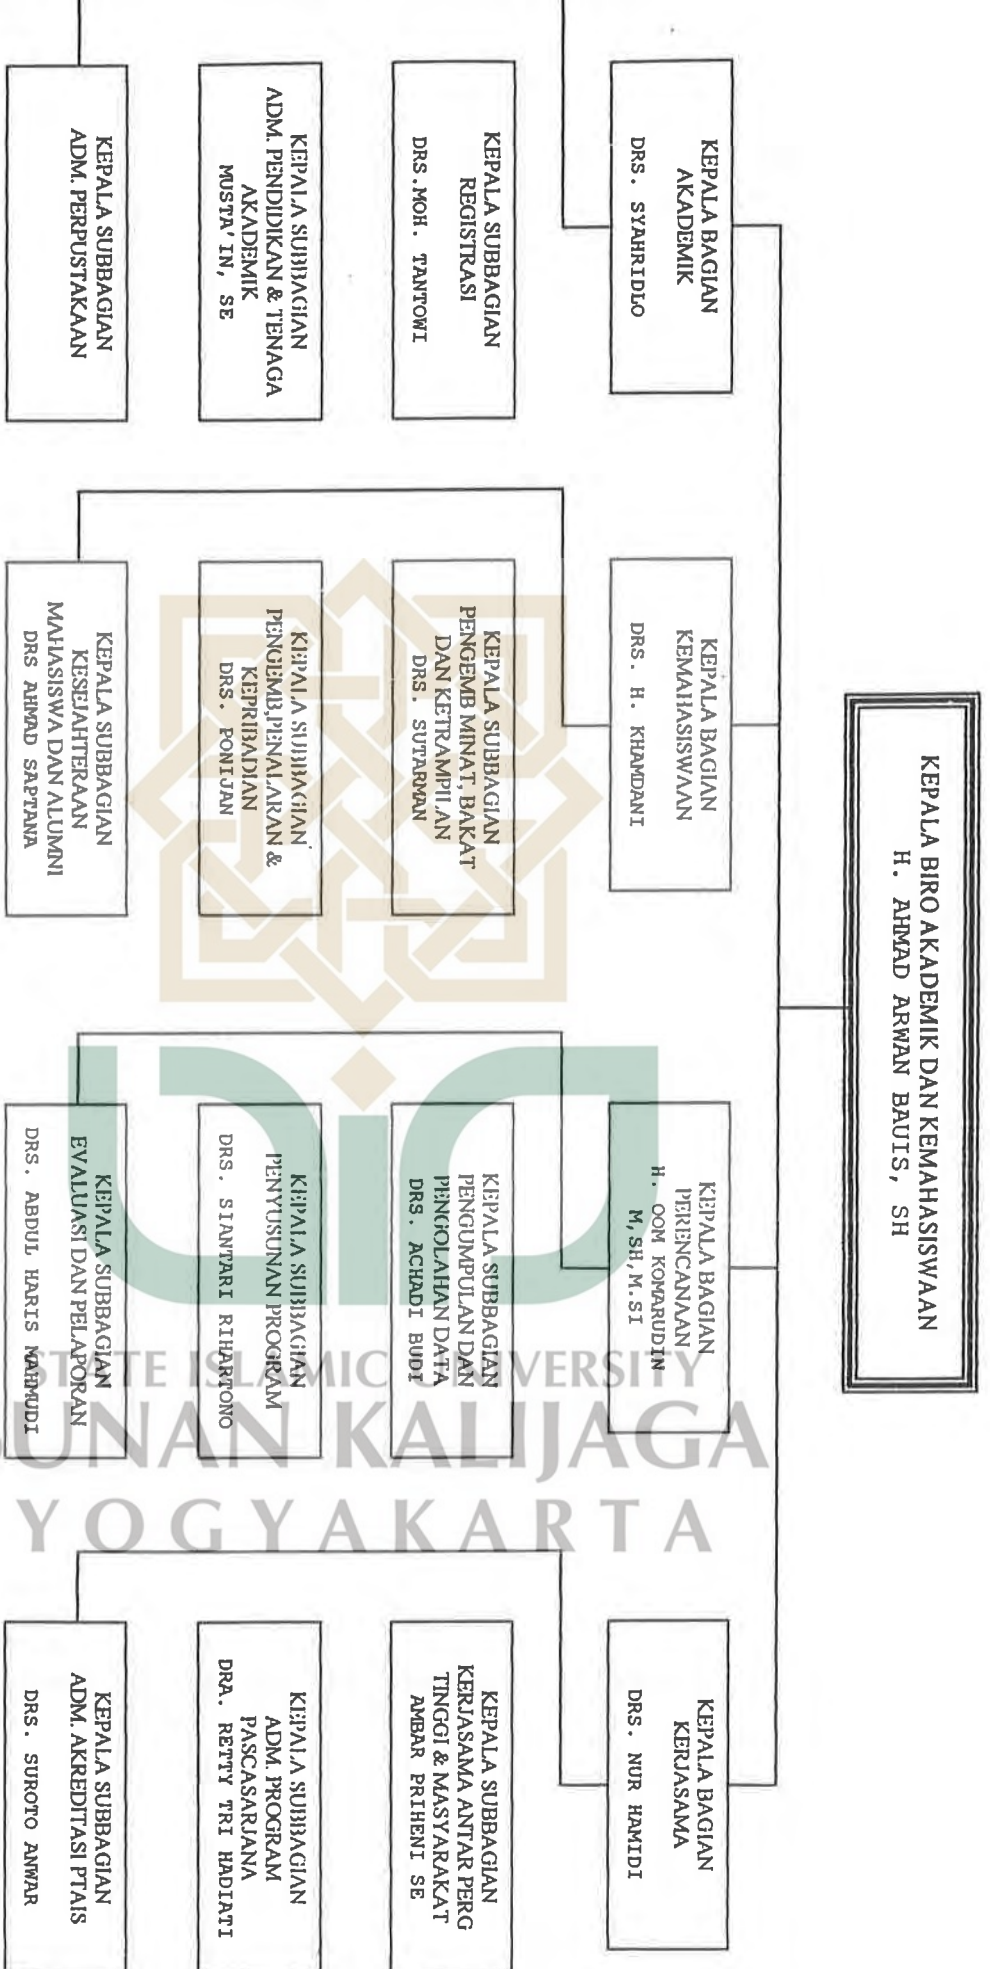 KEPALA BIRO AKADEMIK DAN KEMAHASISWAAN
H. AHMAD ARWAN BAUIS, SH
KEPALA BAGIAN
AKADEMIK
DRS. SYAHRIDLO
KEPALA BAGIAN
KEMAHASISWAAN
DRS. H. KHAMDANI
KEPALA BAGIAN
PERENCANAAN
H. OOM KOMARUDIN
M,SH,M.SI
KEPALA BAGIAN
KERJASAMA
DRS. NUR HAMIDI
KEPALA SUBBAGIAN
REGISTRASI
DRS.MOH. TANTOWI
KEPALA SUBBAGIAN
PENGEMB MINAT, BAKAT
DAN KETRAMPILAN
DRS. SUTARMAN
KEPALA SUBBAGIAN
PENGUMPULAN DAN
PENGOLAHAN DATA
DRS. ACHADI BUDI
KEPALA SUBBAGIAN
KERJASAMA ANTAR PERG
TINGGI & MASYARAKAT
AMBAR PRIHENI SE
KEPALA SUBBAGIAN
ADM. PENDIDIKAN & TENAGA
AKADEMIK
MUSTA'IN, SE
KEPALA SUBBAGIAN
PENGEMB.PENALARAN &
KEPRIBADIAN
DRS. PONIJAN
KEPALA SUBBAGIAN
PENYUSUNAN PROGRAM
DRS. SIANTARI RIHARTONO
KEPALA SUBBAGIAN
ADM. PROGRAM
PASCASARJANA
DRA. RETTY TRI HADIATI
KEPALA SUBBAGIAN
ADM. PERPUSTAKAAN
KEPALA SUBBAGIAN
KESEJAHTERAAN
MAHASISWA DAN ALUMNI
DRS AHMAD SAPTANA
KEPALA SUBBAGIAN
EVALUASI DAN PELAPORAN
DRS. ABDUL HARIS MAHMUDI
KEPALA SUBBAGIAN
ADM. AKREDITASI PTAIS
DRS. SUROTO ANWAR
STATE ISLAMIC UNIVERSITY
SUNAN KALIJAGA
YOGYAKARTA